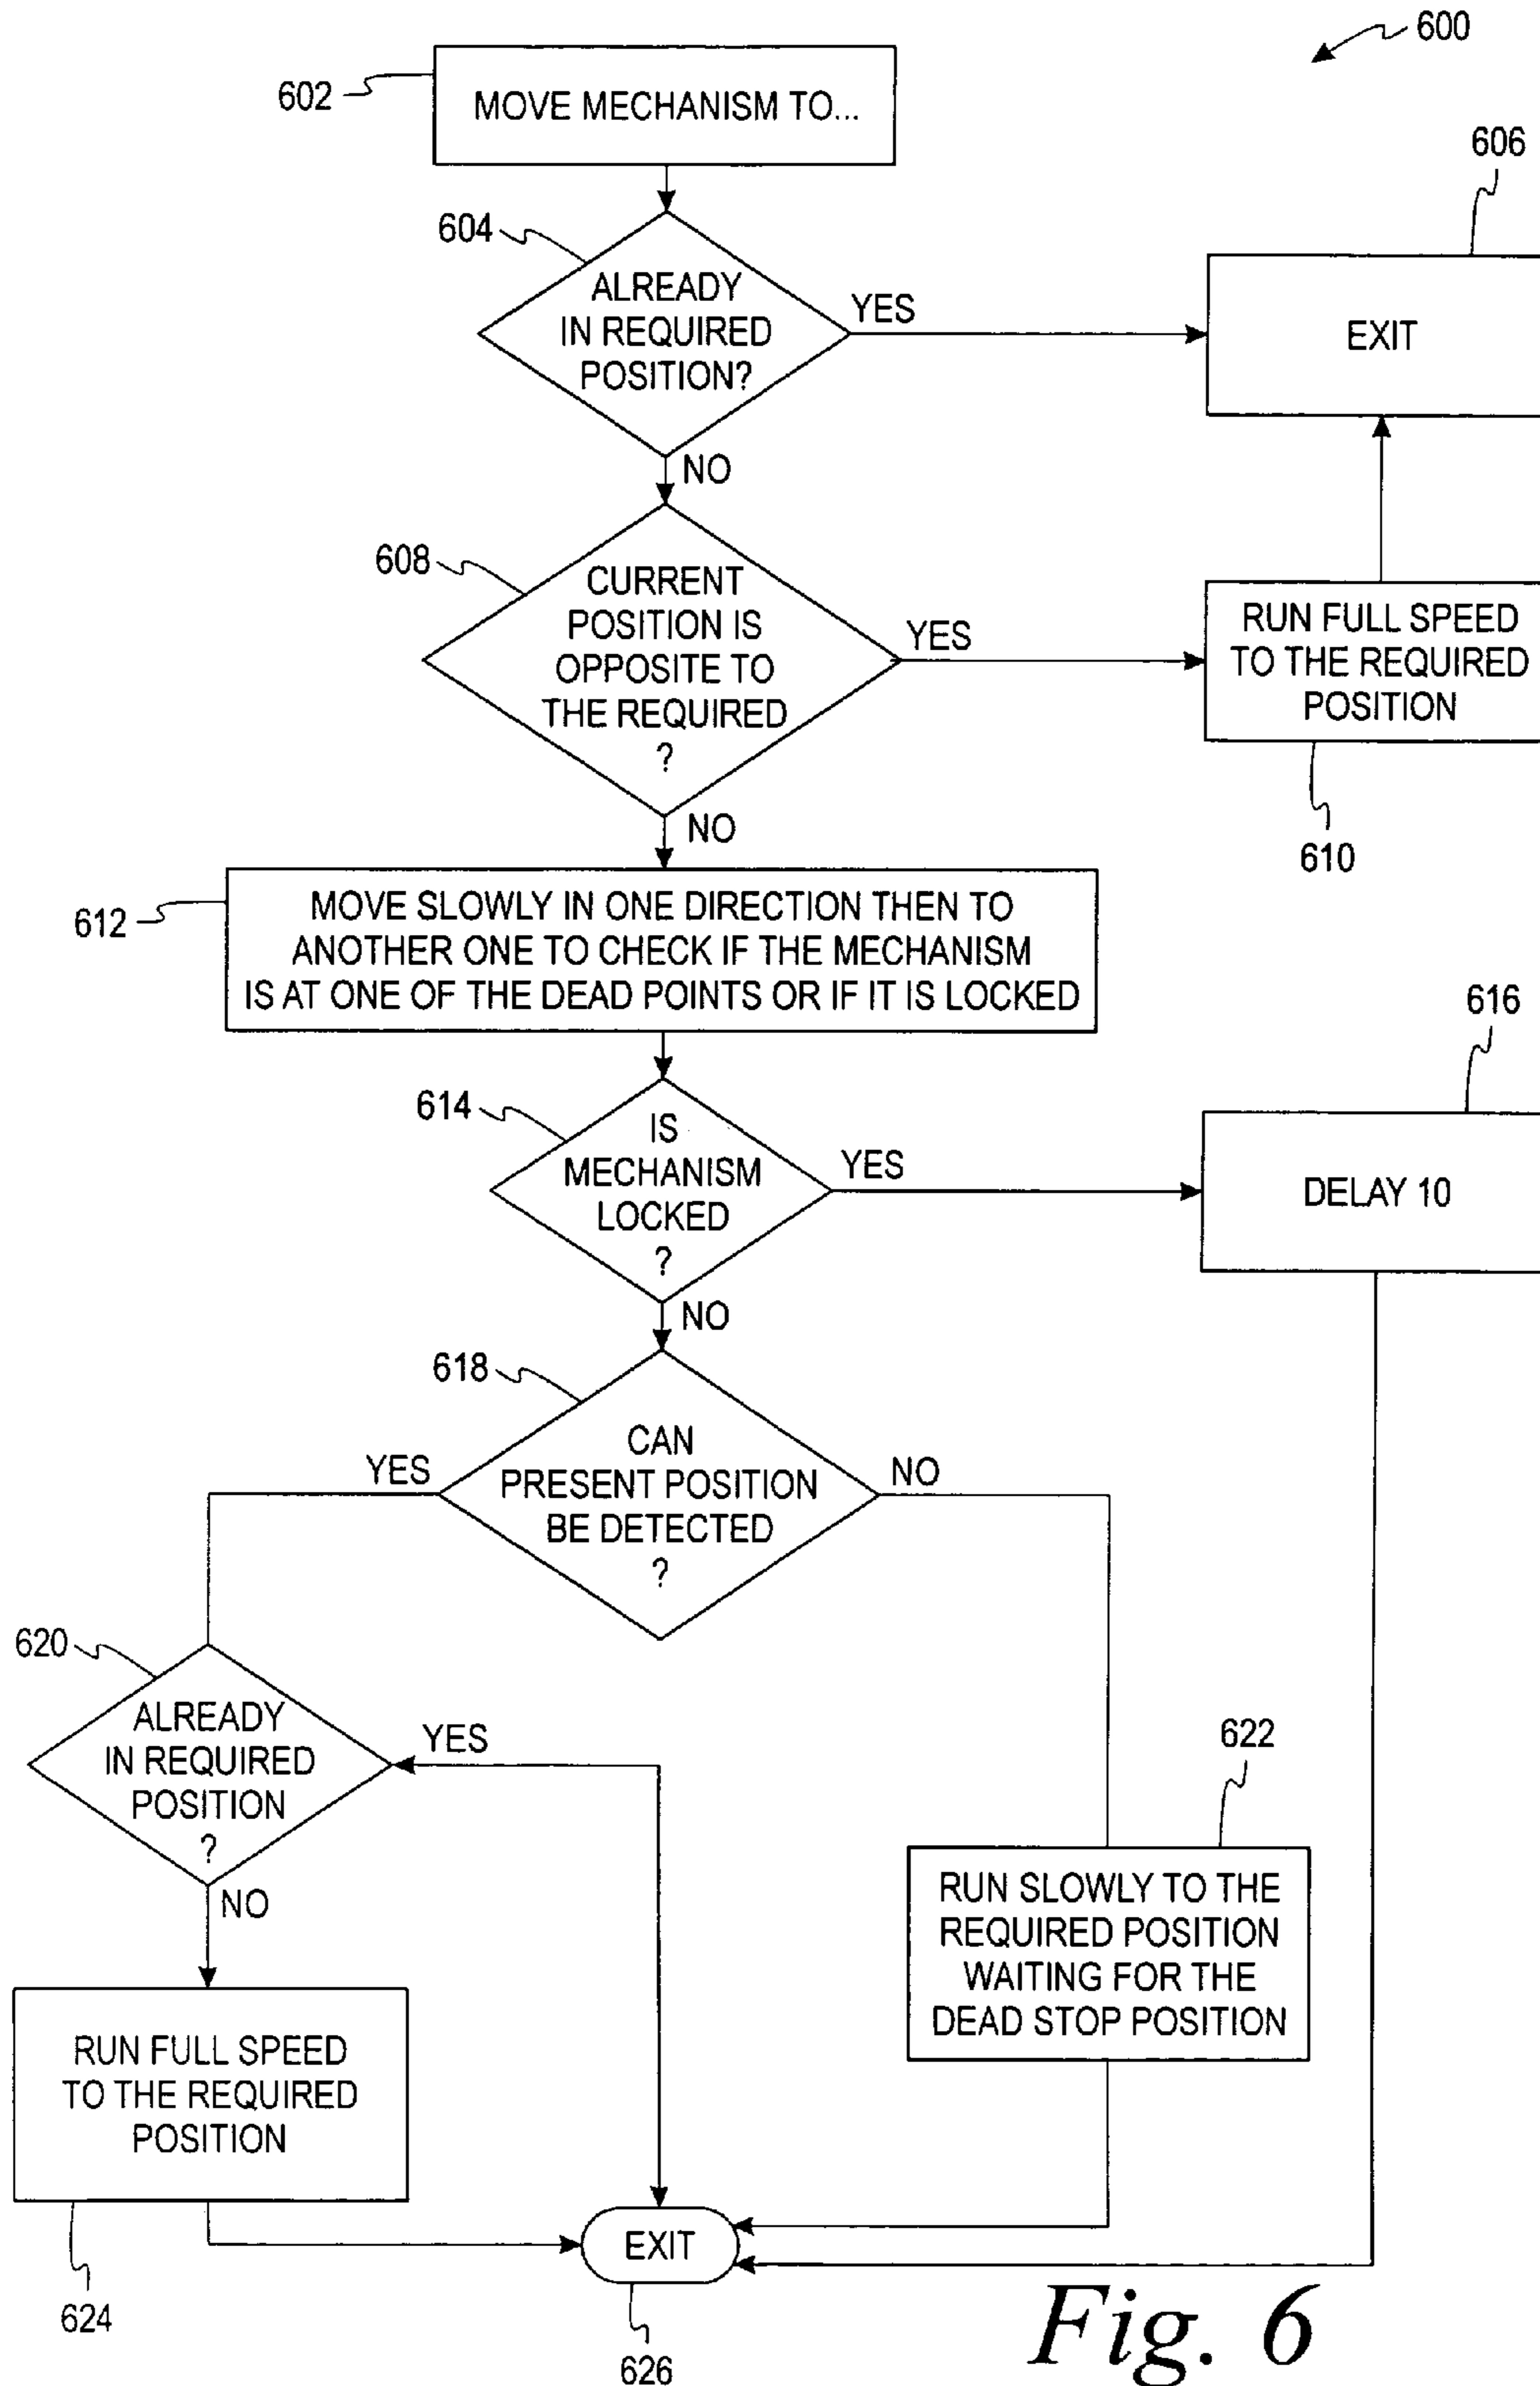 600
602
MOVE MECHANISM TO...
606
604
ALREADY
IN REQUIRED
POSITION?
YES
EXIT
NO
608
CURRENT
POSITION IS
OPPOSITE TO
THE REQUIRED
?
YES
RUN FULL SPEED
TO THE REQUIRED
POSITION
610
NO
612
MOVE SLOWLY IN ONE DIRECTION THEN TO
ANOTHER ONE TO CHECK IF THE MECHANISM
IS AT ONE OF THE DEAD POINTS OR IF IT IS LOCKED
616
614
IS
MECHANISM
LOCKED
?
YES
DELAY 10
NO
618
CAN
PRESENT POSITION
BE DETECTED
?
YES
NO
620
ALREADY
IN REQUIRED
POSITION
?
YES
622
NO
RUN SLOWLY TO THE
REQUIRED POSITION
WAITING FOR THE
DEAD STOP POSITION
RUN FULL SPEED
TO THE REQUIRED
POSITION
EXIT
624
626
Fig. 6